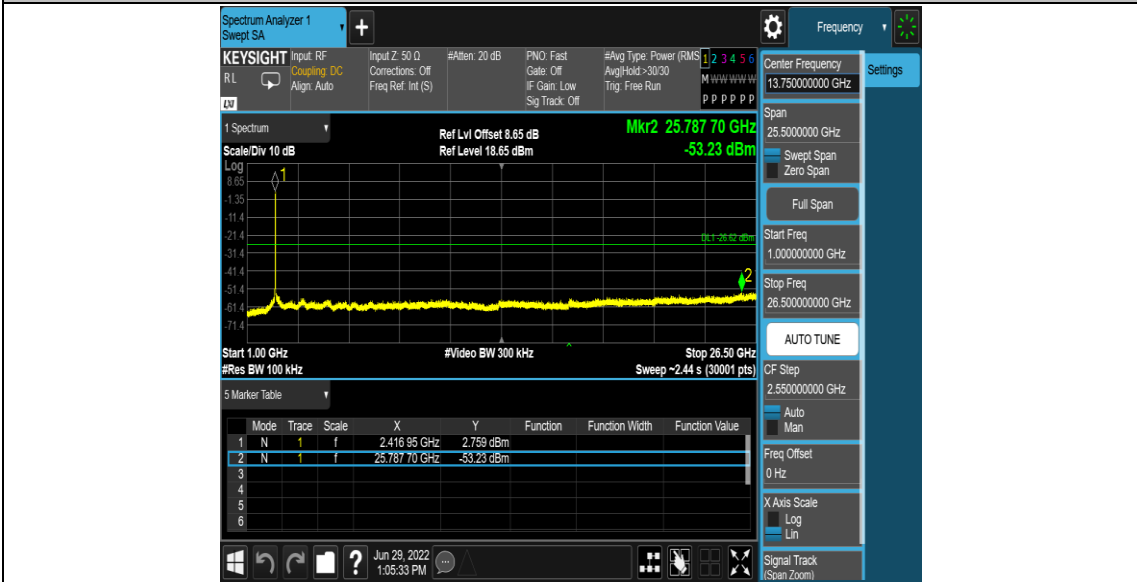 Spectrum Analyzer 1
Swept SA
+
Frequency
KEYSIGHT
RL
LXI
Input: RF
Coupling: DC
Align: Auto
Input Z: 50 Ω
Corrections: Off
Freq Ref: Int (S)
#Atten: 20 dB
PNO: Fast
Gate: Off
IF Gain: Low
Sig Track: Off
#Avg Type: Power (RMS
Avg|Hold:>30/30
Trig: Free Run
1 2 3 4 5 6
M W W W W W
P P P P P P
1 Spectrum
Scale/Div 10 dB
Log
Ref Lvl Offset 8.65 dB
Ref Level 18.65 dBm
Mkr2 25.787 70 GHz
-53.23 dBm
8.65
-1.35
-11.4
-21.4
-31.4
-41.4
-51.4
-61.4
-71.4
1
DL1 -26.62 dBm
2
Start 1.00 GHz
#Res BW 100 kHz
#Video BW 300 kHz
Stop 26.50 GHz
Sweep ~2.44 s (30001 pts)
5 Marker Table
Mode Trace Scale X Y Function Function Width Function Value
1 N 1 f 2.416 95 GHz 2.759 dBm
2 N 1 f 25.787 70 GHz -53.23 dBm
3
4
5
6
?
Jun 29, 2022
1:05:33 PM
Center Frequency
13.750000000 GHz
Settings
Span
25.5000000 GHz
Swept Span
Zero Span
Full Span
Start Freq
1.000000000 GHz
Stop Freq
26.500000000 GHz
AUTO TUNE
CF Step
2.550000000 GHz
Auto
Man
Freq Offset
0 Hz
X Axis Scale
Log
Lin
Signal Track
(Span Zoom)